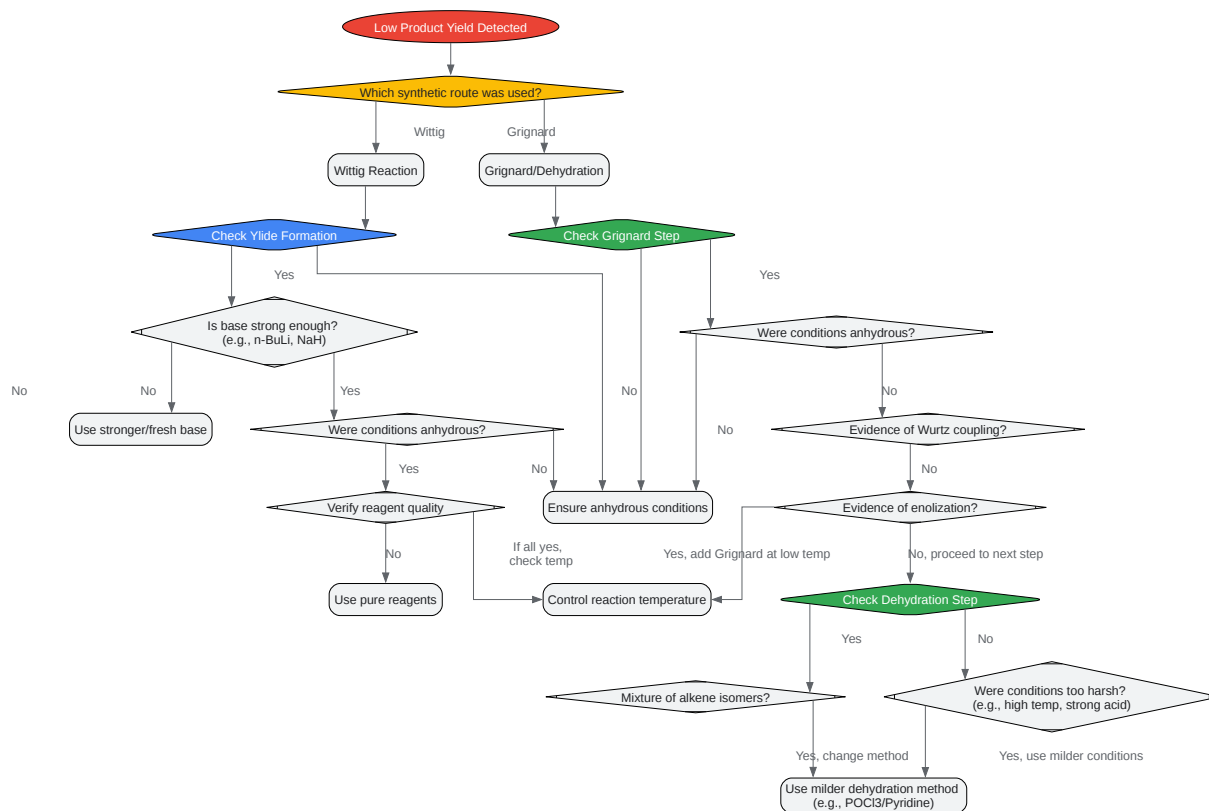 Low Product Yield Detected
Which synthetic route was used?
Wittig
Grignard
Wittig Reaction
Grignard/Dehydration
Check Ylide Formation
Check Grignard Step
Yes
Yes
Is base strong enough?
(e.g., n-BuLi, NaH)
Were conditions anhydrous?
No
No
Yes
No
No
Use stronger/fresh base
Were conditions anhydrous?
No
Evidence of Wurtz coupling?
Yes
No
No
Verify reagent quality
Ensure anhydrous conditions
Evidence of enolization?
No
If all yes,
check temp
Yes, add Grignard at low temp
No, proceed to next step
Use pure reagents
Control reaction temperature
Check Dehydration Step
Yes
No
Mixture of alkene isomers?
Were conditions too harsh?
(e.g., high temp, strong acid)
Yes, change method
Yes, use milder conditions
Use milder dehydration method
(e.g., POCl3/Pyridine)